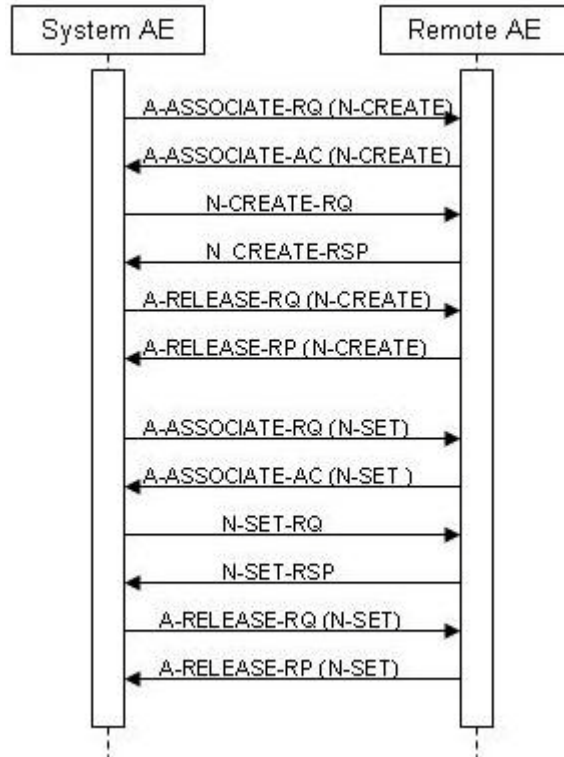 System AE
Remote AE
A-ASSOCIATE-RQ (N-CREATE)
A-ASSOCIATE-AC (N-CREATE)
N-CREATE-RQ
N CREATE-RSP
A-RELEASE-RQ (N-CREATE)
A-RELEASE-RP (N-CREATE)
A-ASSOCIATE-RQ (N-SET)
A-ASSOCIATE-AC (N-SET )
N-SET-RQ
N-SET-RSP
A-RELEASE-RQ (N-SET)
A-RELEASE-RP (N-SET)